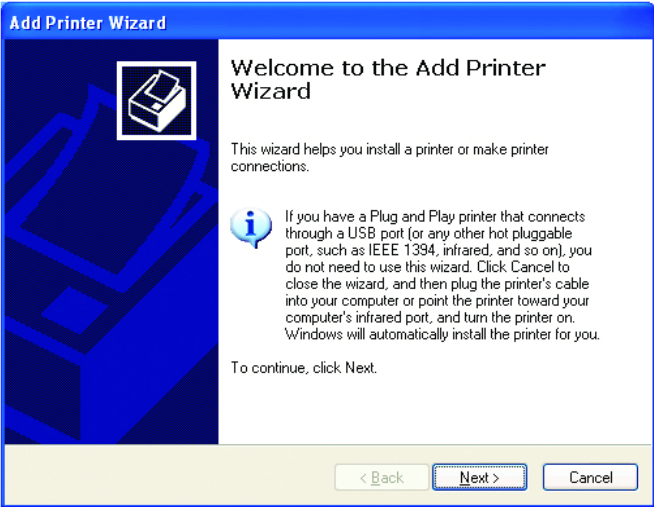 Add Printer Wizard
Welcome to the Add Printer
Wizard
This wizard helps you install a printer or make printer
connections.
If you have a Plug and Play printer that connects
through a USB port (or any other hot pluggable
port, such as IEEE 1394, infrared, and so on), you
do not need to use this wizard. Click Cancel to
close the wizard, and then plug the printer's cable
into your computer or point the printer toward your
computer's infrared port, and turn the printer on.
Windows will automatically install the printer for you.
To continue, click Next.
< Back
Next >
Cancel